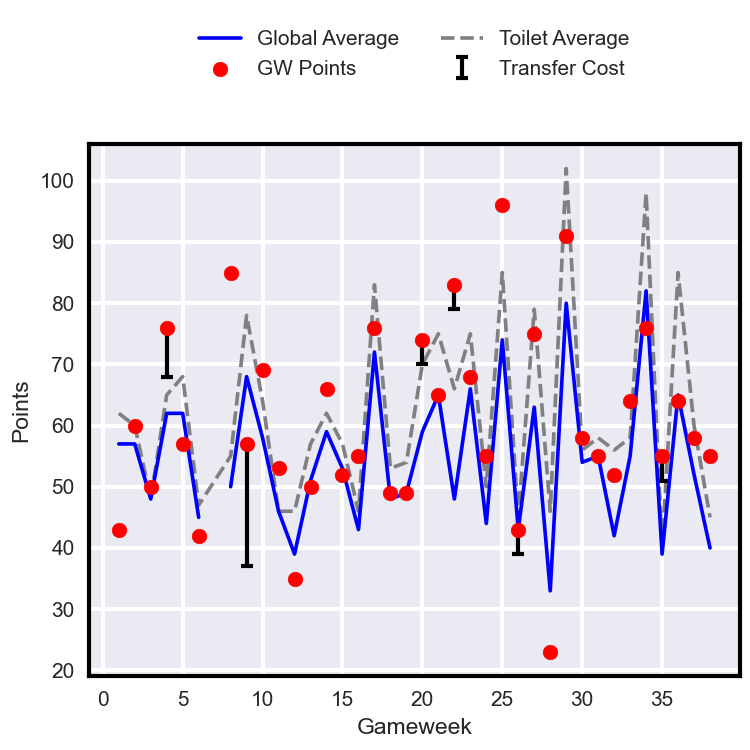 Global Average
Toilet Average
GW Points
Transfer Cost
100
90
80
70
60
50
40
30
20
Points
0 5 10 15 20 25 30 35
Gameweek